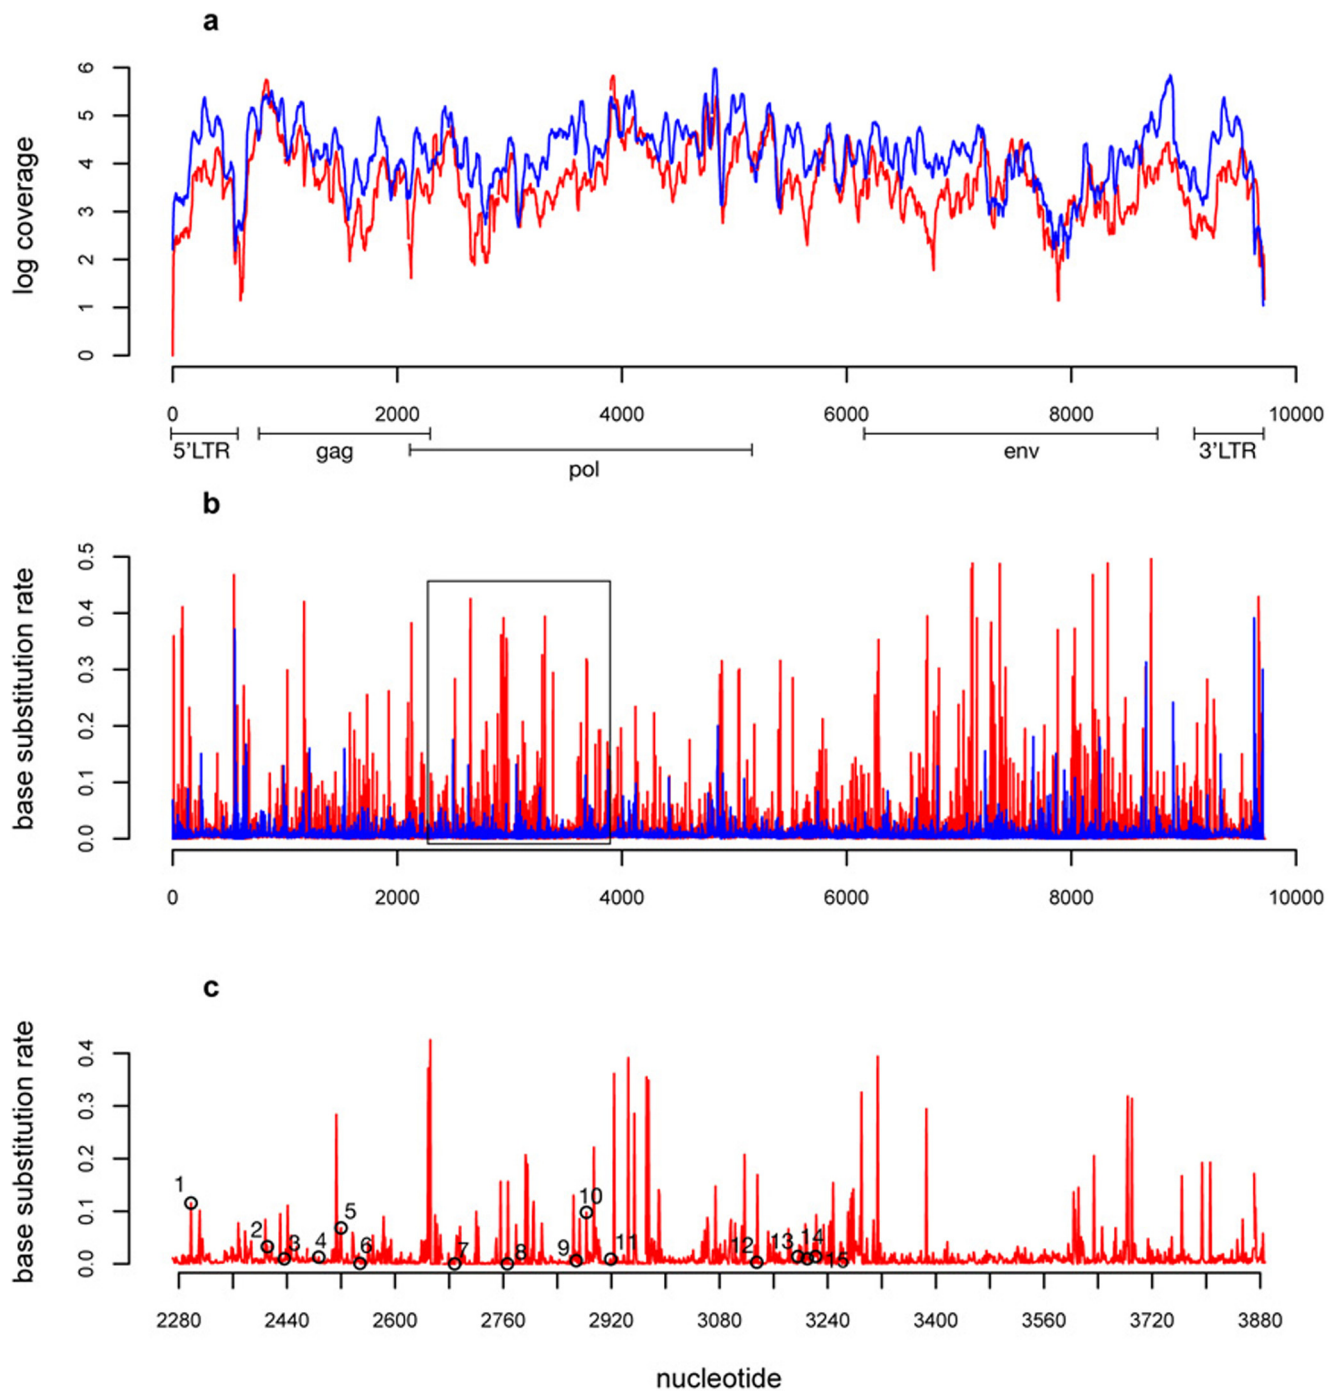 a
log coverage
6
5
4
3
2
1
0
0 2000 4000 6000 8000 10000
5'LTR gag pol env 3'LTR
b
base substitution rate
0.5
0.4
0.3
0.2
0.1
0.0
0 2000 4000 6000 8000 10000
c
base substitution rate
0.4
0.3
0.2
0.1
0.0
1 2 3 4 5 6 7 8 9 10 11 12 13 14 15
2280 2440 2600 2760 2920 3080 3240 3400 3560 3720 3880
nucleotide